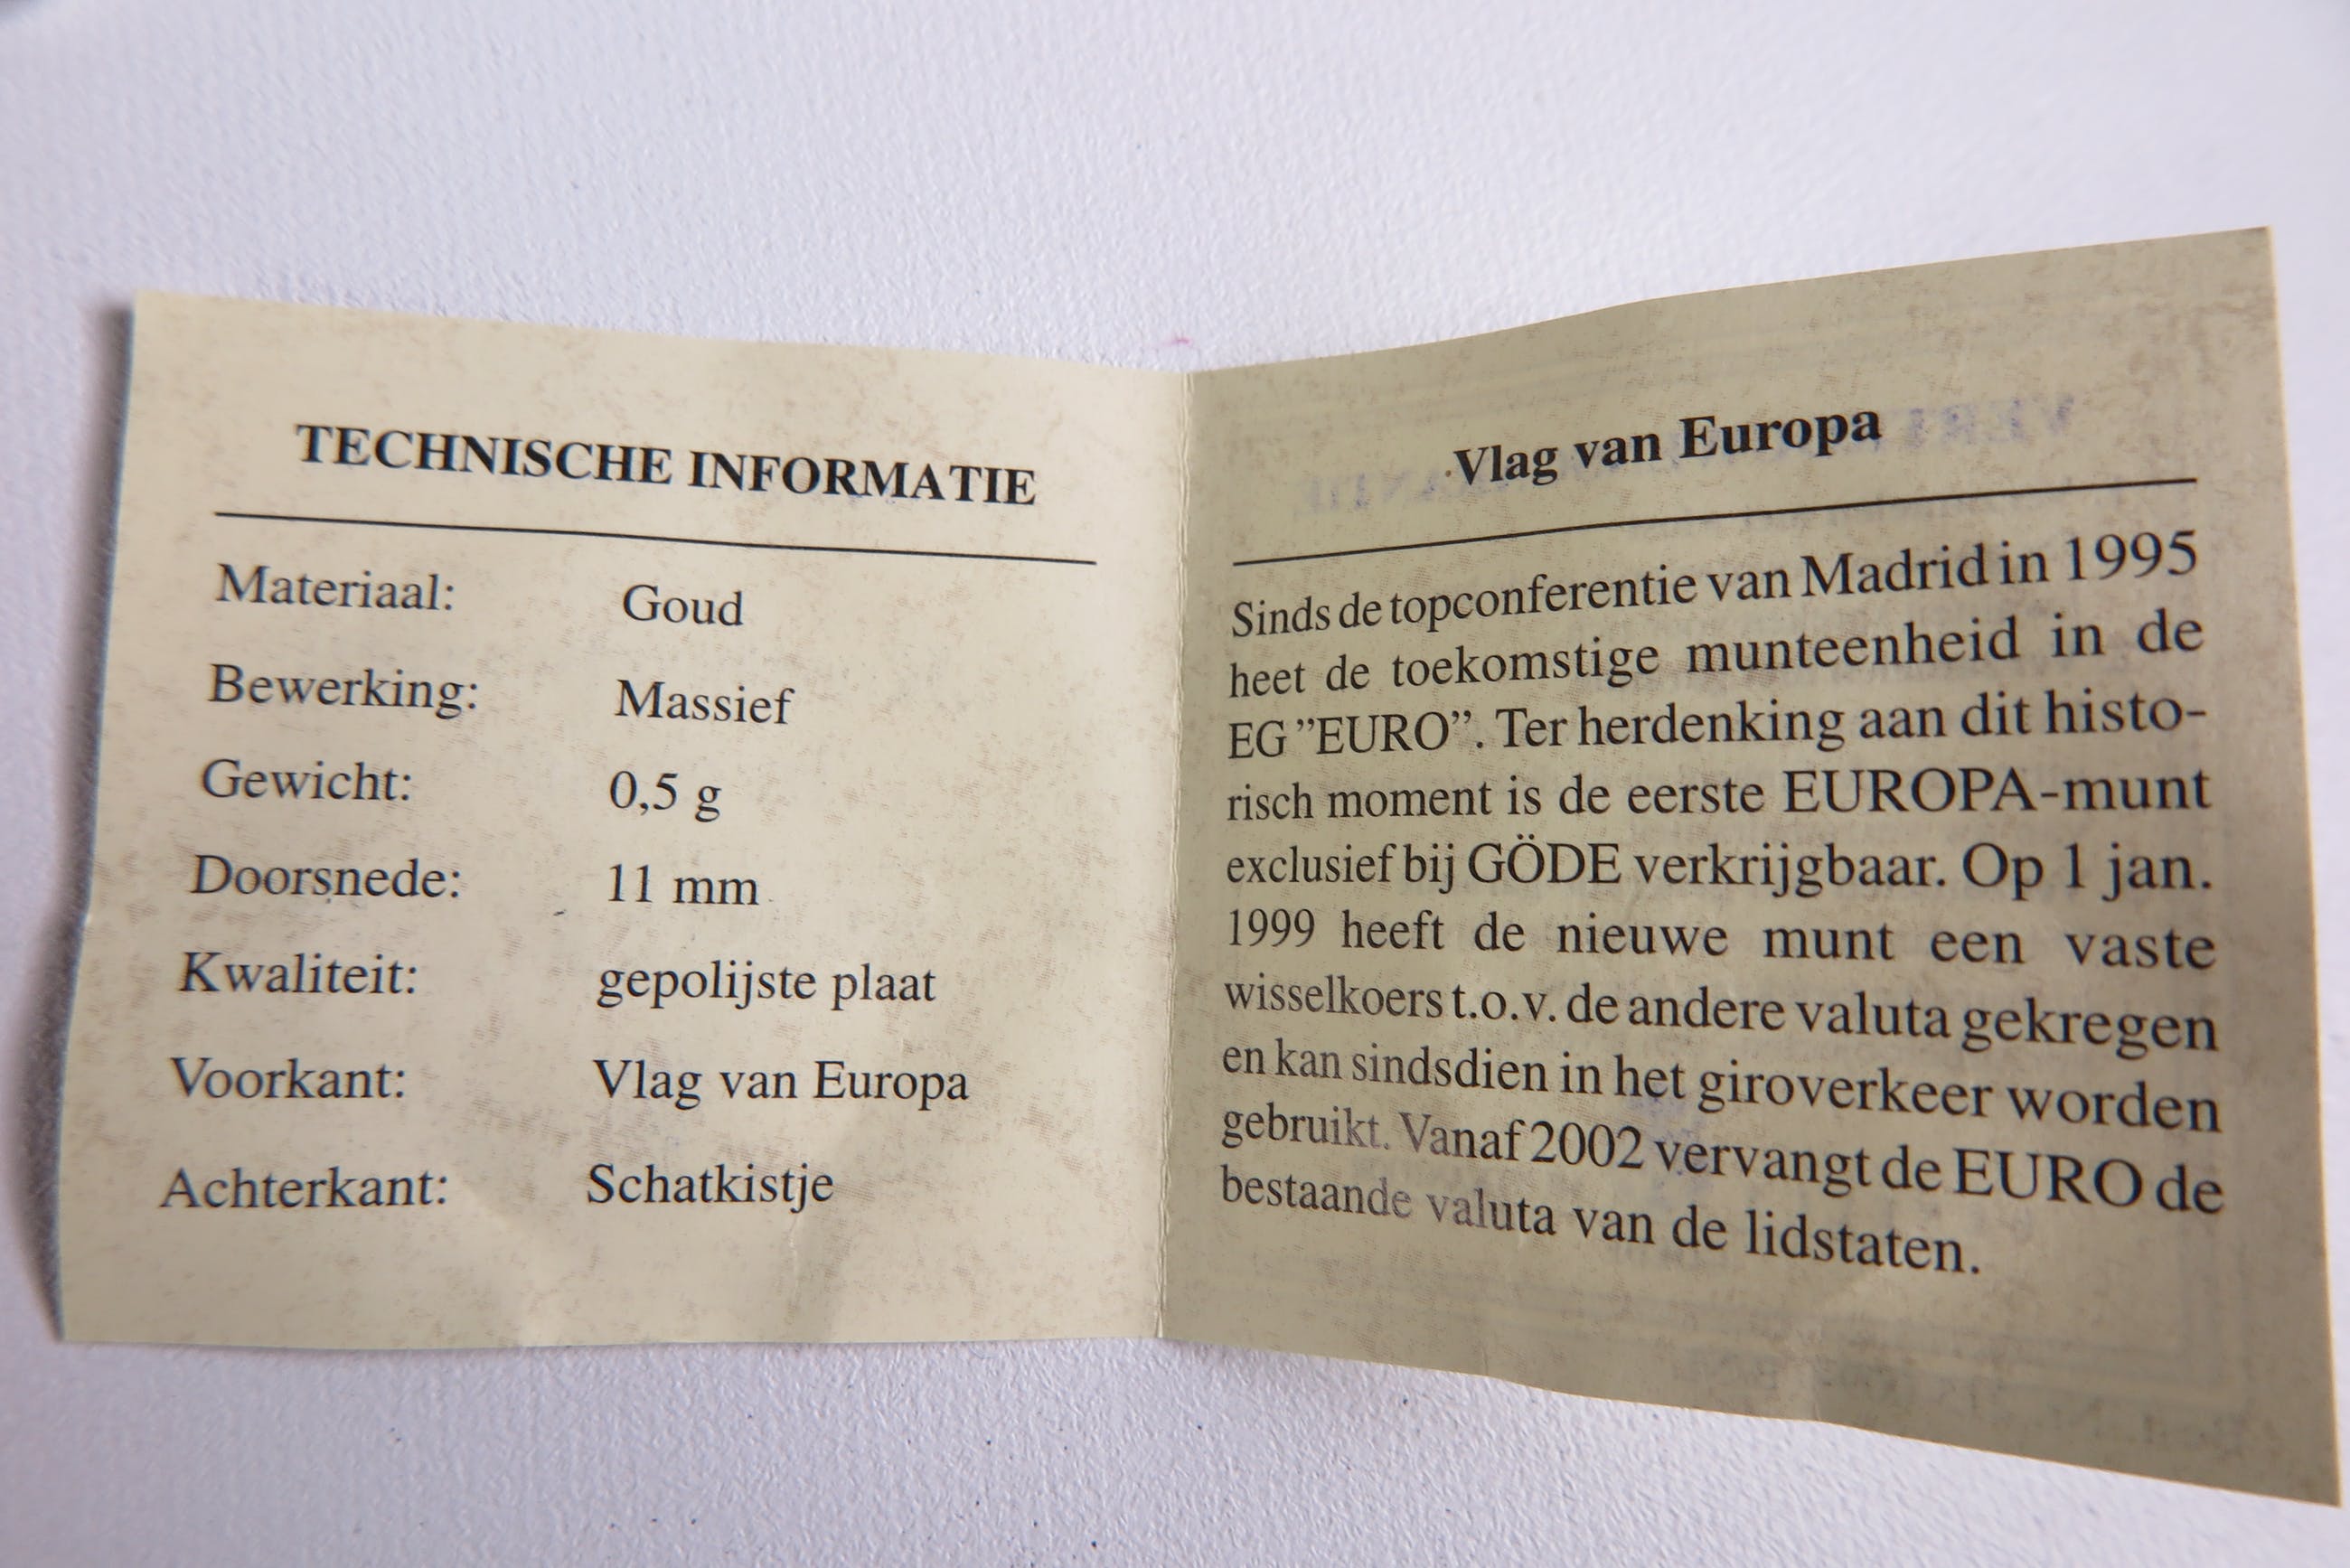 TECHNISCHE INFORMATIE
Materiaal: Goud
Bewerking: Massief
Gewicht: 0,5 g
Doorsnede: 11 mm
Kwaliteit: gepolijste plaat
Voorkant: Vlag van Europa
Achterkant: Schatkistje
Vlag van Europa
Sinds de topconferentie van Madrid in 1995
heet de toekomstige munteenheid in de
EG ”EURO”. Ter herdenking aan dit histo-
risch moment is de eerste EUROPA-munt
exclusief bij GÖDE verkrijgbaar. Op 1 jan.
1999 heeft de nieuwe munt een vaste
wisselkoers t.o.v. de andere valuta gekregen
en kan sindsdien in het giroverkeer worden
gebruikt. Vanaf 2002 vervangt de EURO de
bestaande valuta van de lidstaten.